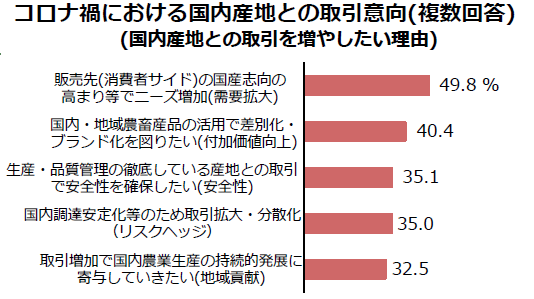 コロナ禍における国内産地との取引意向(複数回答)
(国内産地との取引を増やしたい理由)
販売先(消費者サイド)の国産志向の
高まり等でニーズ増加(需要拡大)
49.8 %
国内・地域農畜産品の活用で差別化・
ブランド化を図りたい(付加価値向上)
40.4
生産・品質管理の徹底している産地との取引
で安全性を確保したい(安全性)
35.1
国内調達安定化等のため取引拡大・分散化
(リスクヘッジ)
35.0
取引増加で国内農業生産の持続的発展に
寄与していきたい(地域貢献)
32.5